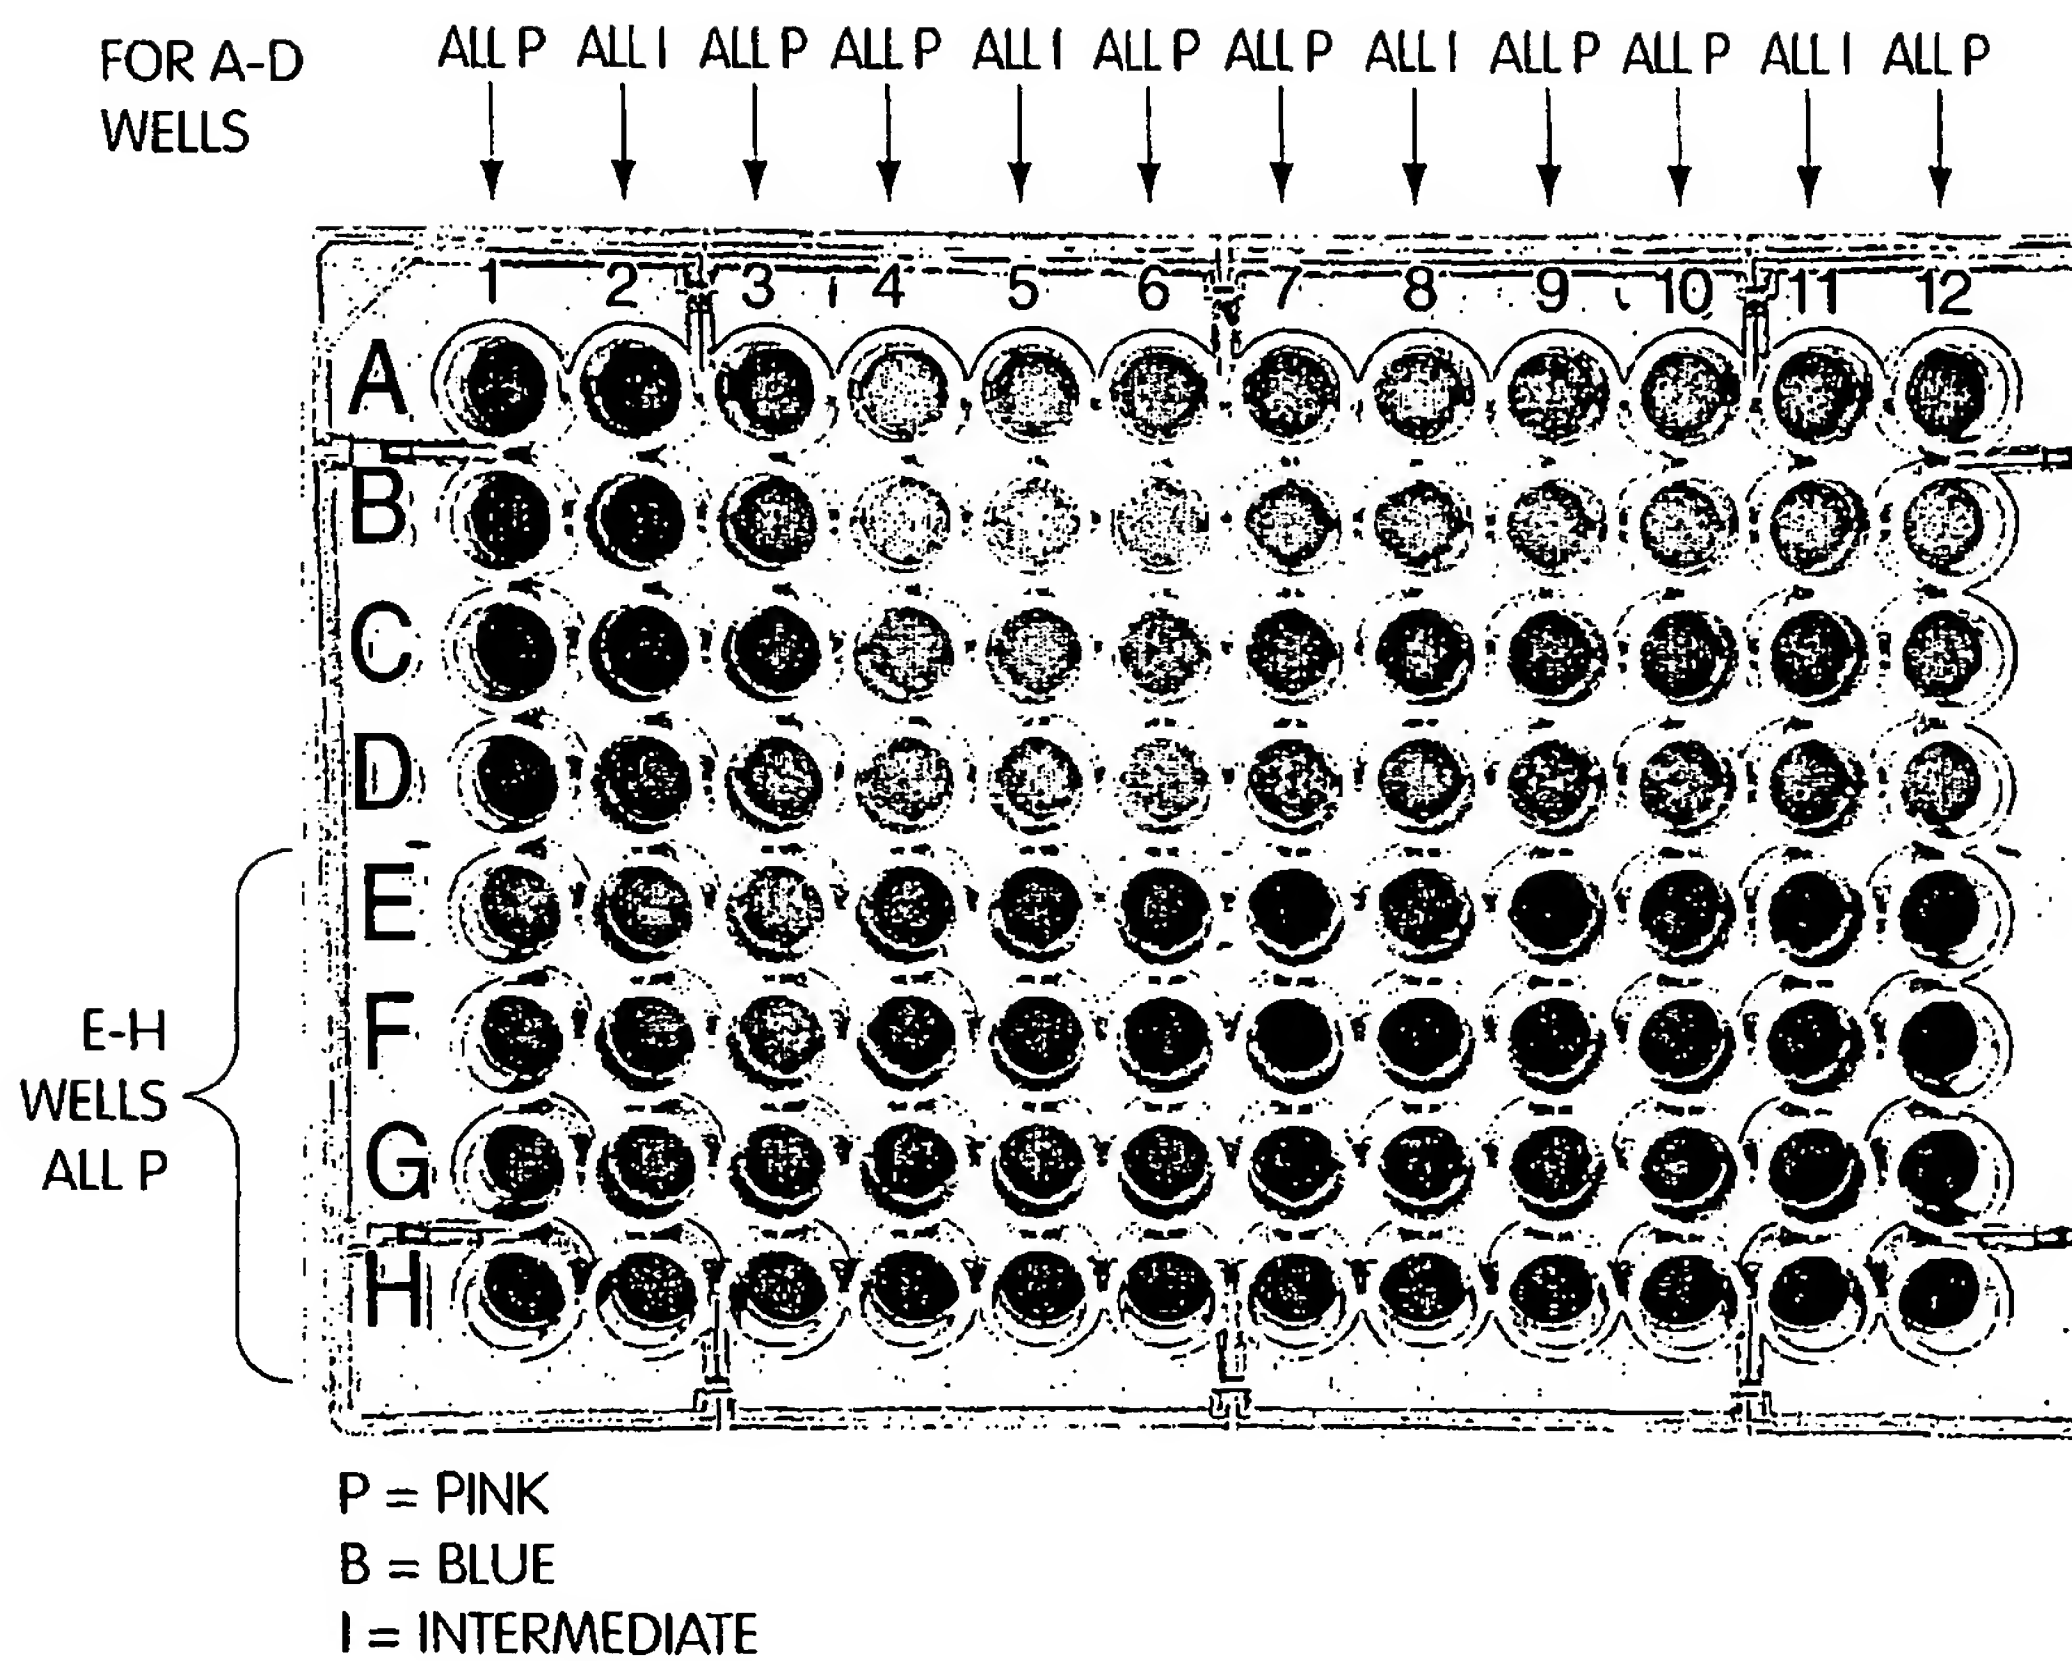 FOR A-D
WELLS
ALL P ALL I ALL P ALL P ALL I ALL P ALL P ALL I ALL P ALL P ALL I ALL P
1 2 3 4 5 6 7 8 9 10 11 12
A
B
C
D
E
F
G
H
E-H
WELLS
ALL P
P = PINK
B = BLUE
I = INTERMEDIATE